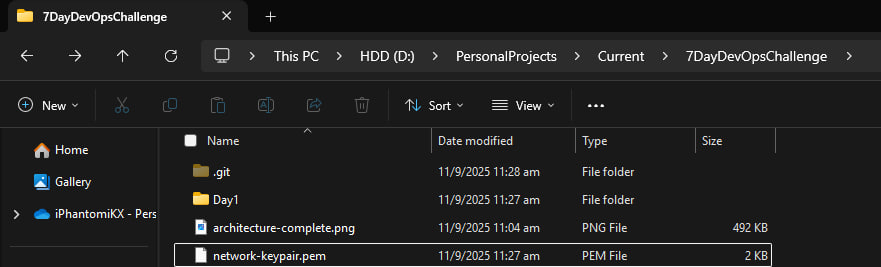 7DayDevOpsChallenge
This PC > HDD (D:) > PersonalProjects > Current > 7DayDevOpsChallenge >
New Sort View ...
Name Date modified Type Size
Home
Gallery
iPhantomiKX - Pers
.git 11/9/2025 11:28 am File folder
Day1 11/9/2025 11:27 am File folder
architecture-complete.png 11/9/2025 11:04 am PNG File 492 KB
network-keypair.pem 11/9/2025 11:27 am PEM File 2 KB